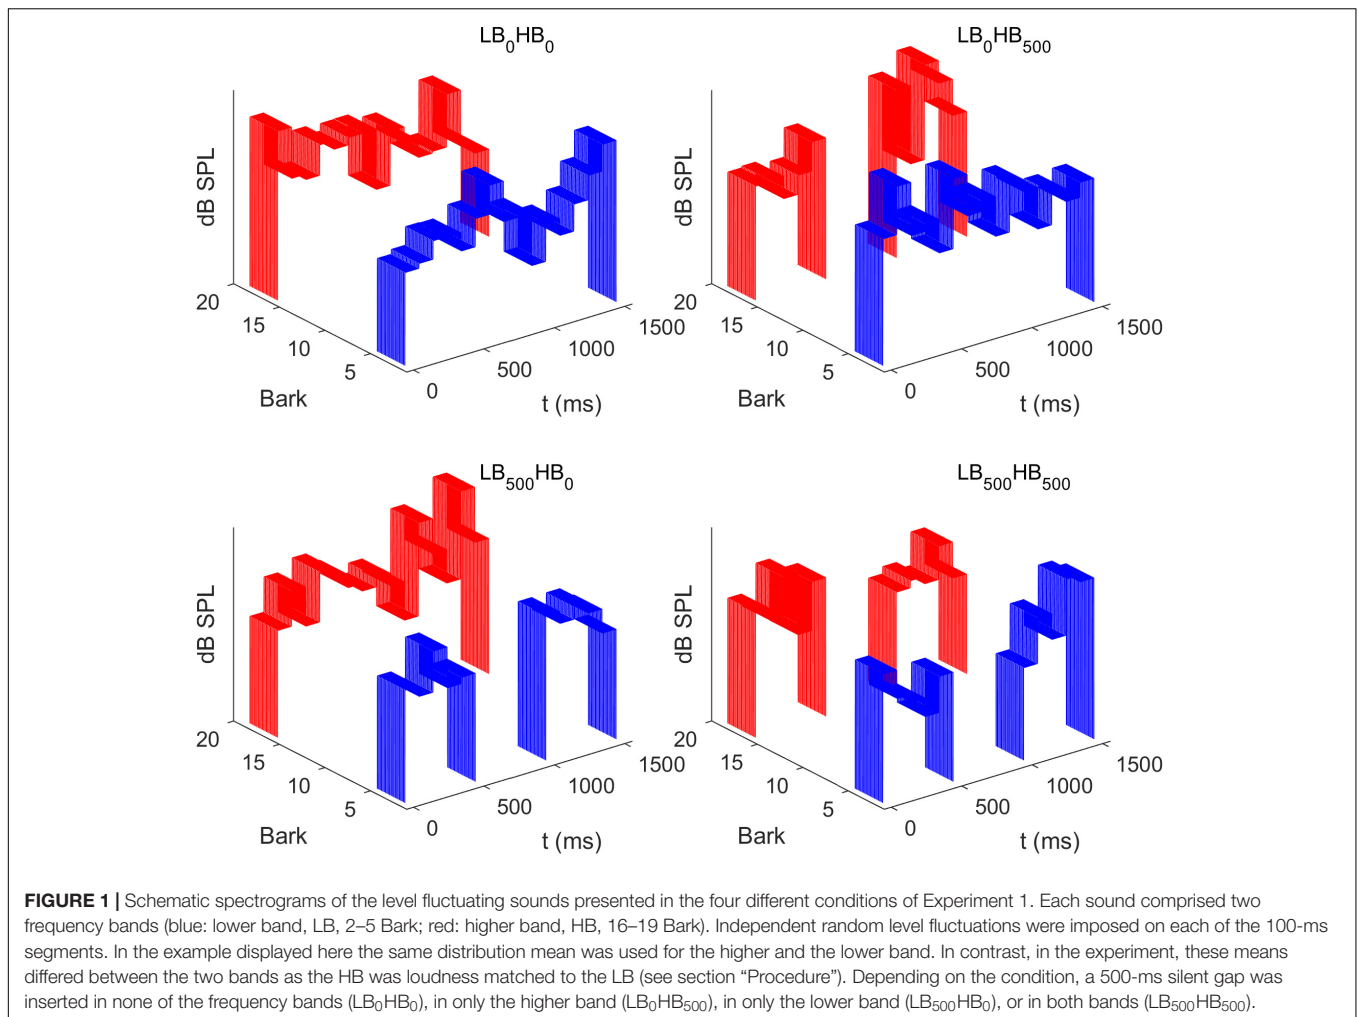 LB0HB0
dB SPL
20
15
10
5
Bark
0
500
1000
1500
t (ms)
LB0HB500
dB SPL
20
15
10
5
Bark
0
500
1000
1500
t (ms)
LB500HB0
dB SPL
20
15
10
5
Bark
0
500
1000
1500
t (ms)
LB500HB500
dB SPL
20
15
10
5
Bark
0
500
1000
1500
t (ms)
FIGURE 1 | Schematic spectrograms of the level fluctuating sounds presented in the four different conditions of Experiment 1. Each sound comprised two
frequency bands (blue: lower band, LB, 2–5 Bark; red: higher band, HB, 16–19 Bark). Independent random level fluctuations were imposed on each of the 100-ms
segments. In the example displayed here the same distribution mean was used for the higher and the lower band. In contrast, in the experiment, these means
differed between the two bands as the HB was loudness matched to the LB (see section “Procedure”). Depending on the condition, a 500-ms silent gap was
inserted in none of the frequency bands (LB0HB0), in only the higher band (LB0HB500), in only the lower band (LB500HB0), or in both bands (LB500HB500).